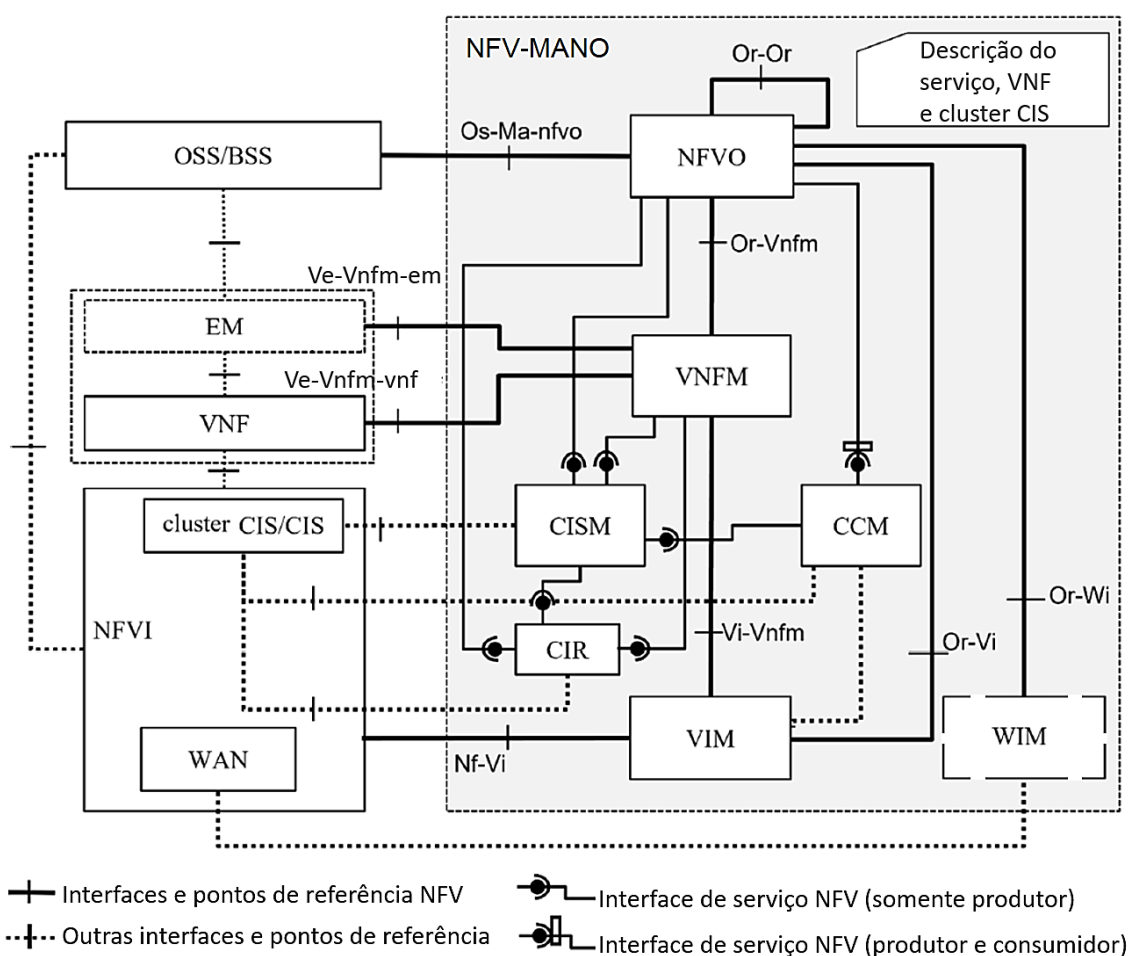 NFV-MANO
Or-Or
Descrição do
serviço, VNF
e cluster CIS
OSS/BSS
Os-Ma-nfvo
NFVO
Or-Vnfm
Ve-Vnfm-em
EM
VNFM
Ve-Vnfm-vnf
VNF
cluster CIS/CIS
CISM
CCM
NFVI
CIR
Vi-Vnfm
Or-Wi
Or-Vi
WAN
Nf-Vi
VIM
WIM
Interfaces e pontos de referência NFV
Interface de serviço NFV (somente produtor)
Outras interfaces e pontos de referência
Interface de serviço NFV (produtor e consumidor)